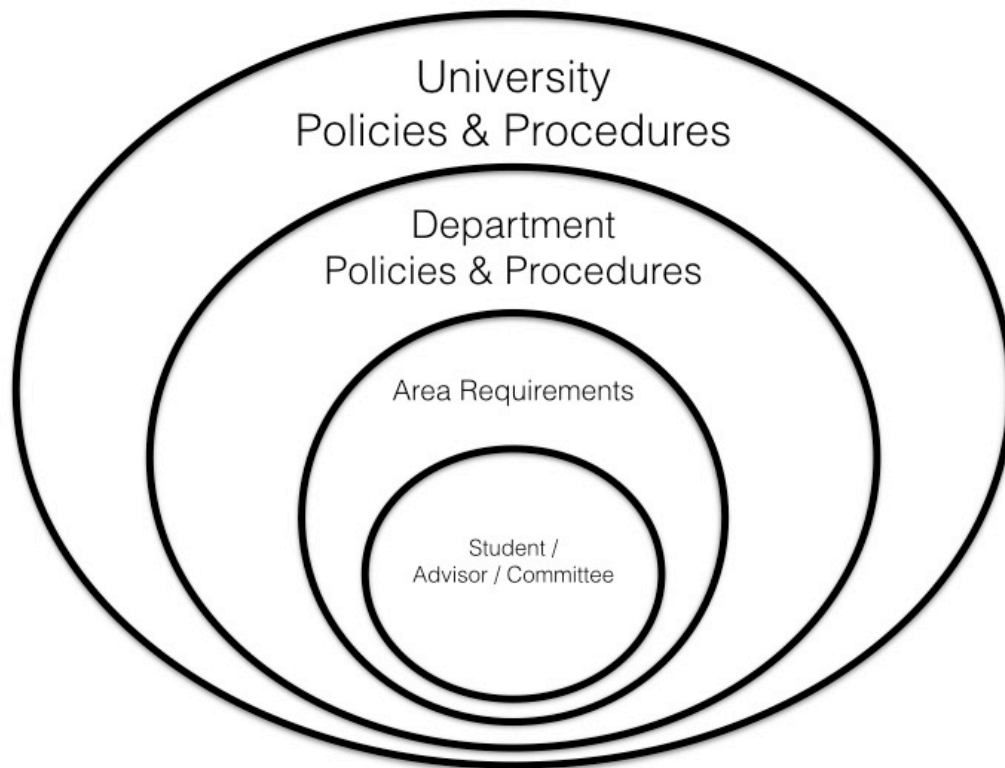 University
Policies & Procedures
Department
Policies & Procedures
Area Requirements
Student /
Advisor / Committee